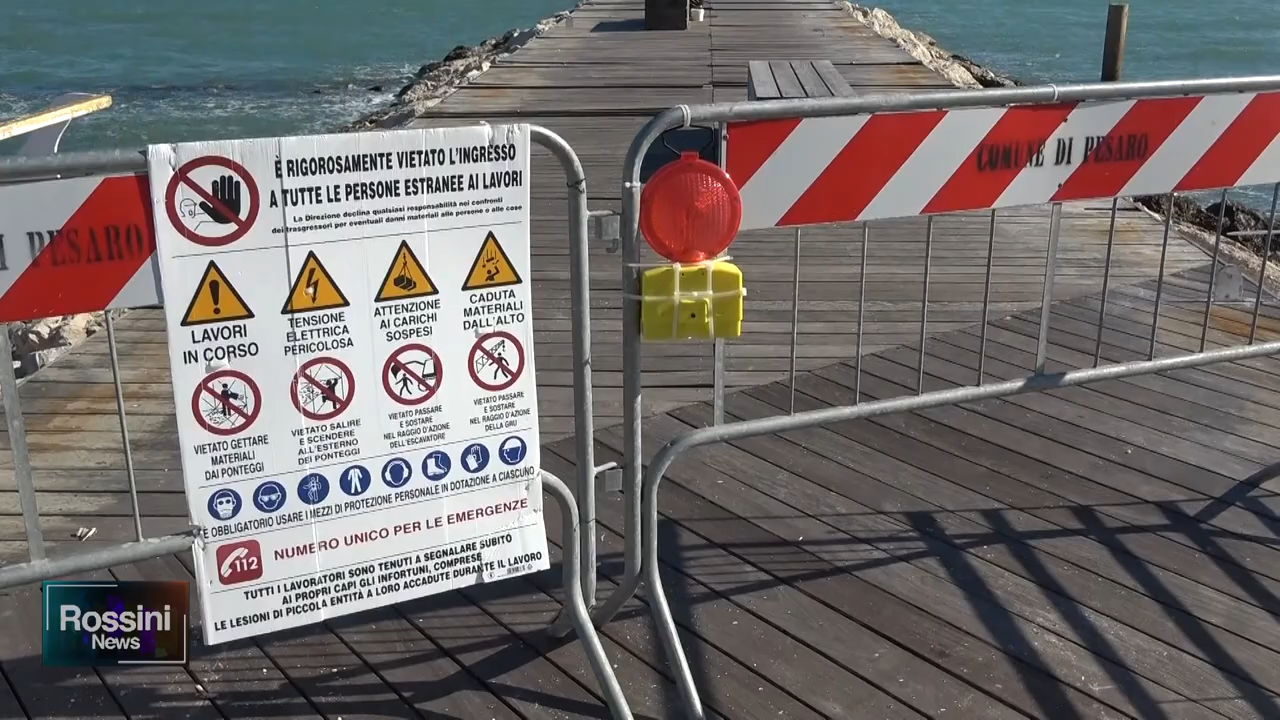 È RIGOROSAMENTE VIETATO L'INGRESSO
A TUTTE LE PERSONE ESTRANEE AI LAVORI
La Direzione declina qualsiasi responsabilità nei confronti
dei trasgressori per eventuali danni materiali alle persone e alle cose
LAVORI
IN CORSO
TENSIONE
ELETTRICA
PERICOLOSA
ATTENZIONE
AI CARICHI
SOSPESI
CADUTA
MATERIALI
DALL'ALTO
VIETATO GETTARE
MATERIALI
DAI PONTEGGI
VIETATO SALIRE
E SCENDERE
ALL'ESTERNO
DEI PONTEGGI
VIETATO PASSARE
E SOSTARE
NEL RAGGIO D'AZIONE
DELL'ESCAVATORE
VIETATO PASSARE
E SOSTARE
NEL RAGGIO D'AZIONE
DELLA GRU
E OBBLIGATORIO USARE I MEZZI DI PROTEZIONE PERSONALE IN DOTAZIONE A CIASCUNO
112
NUMERO UNICO PER LE EMERGENZE
TUTTI I LAVORATORI SONO TENUTI A SEGNALARE SUBITO
AI PROPRI CAPI GLI INFORTUNI, COMPRESE
LE LESIONI DI PICCOLA ENTITÀ A LORO ACCADUTE DURANTE IL LAVORO
I PESARO
COMUNE DI PESARO
Rossini
News